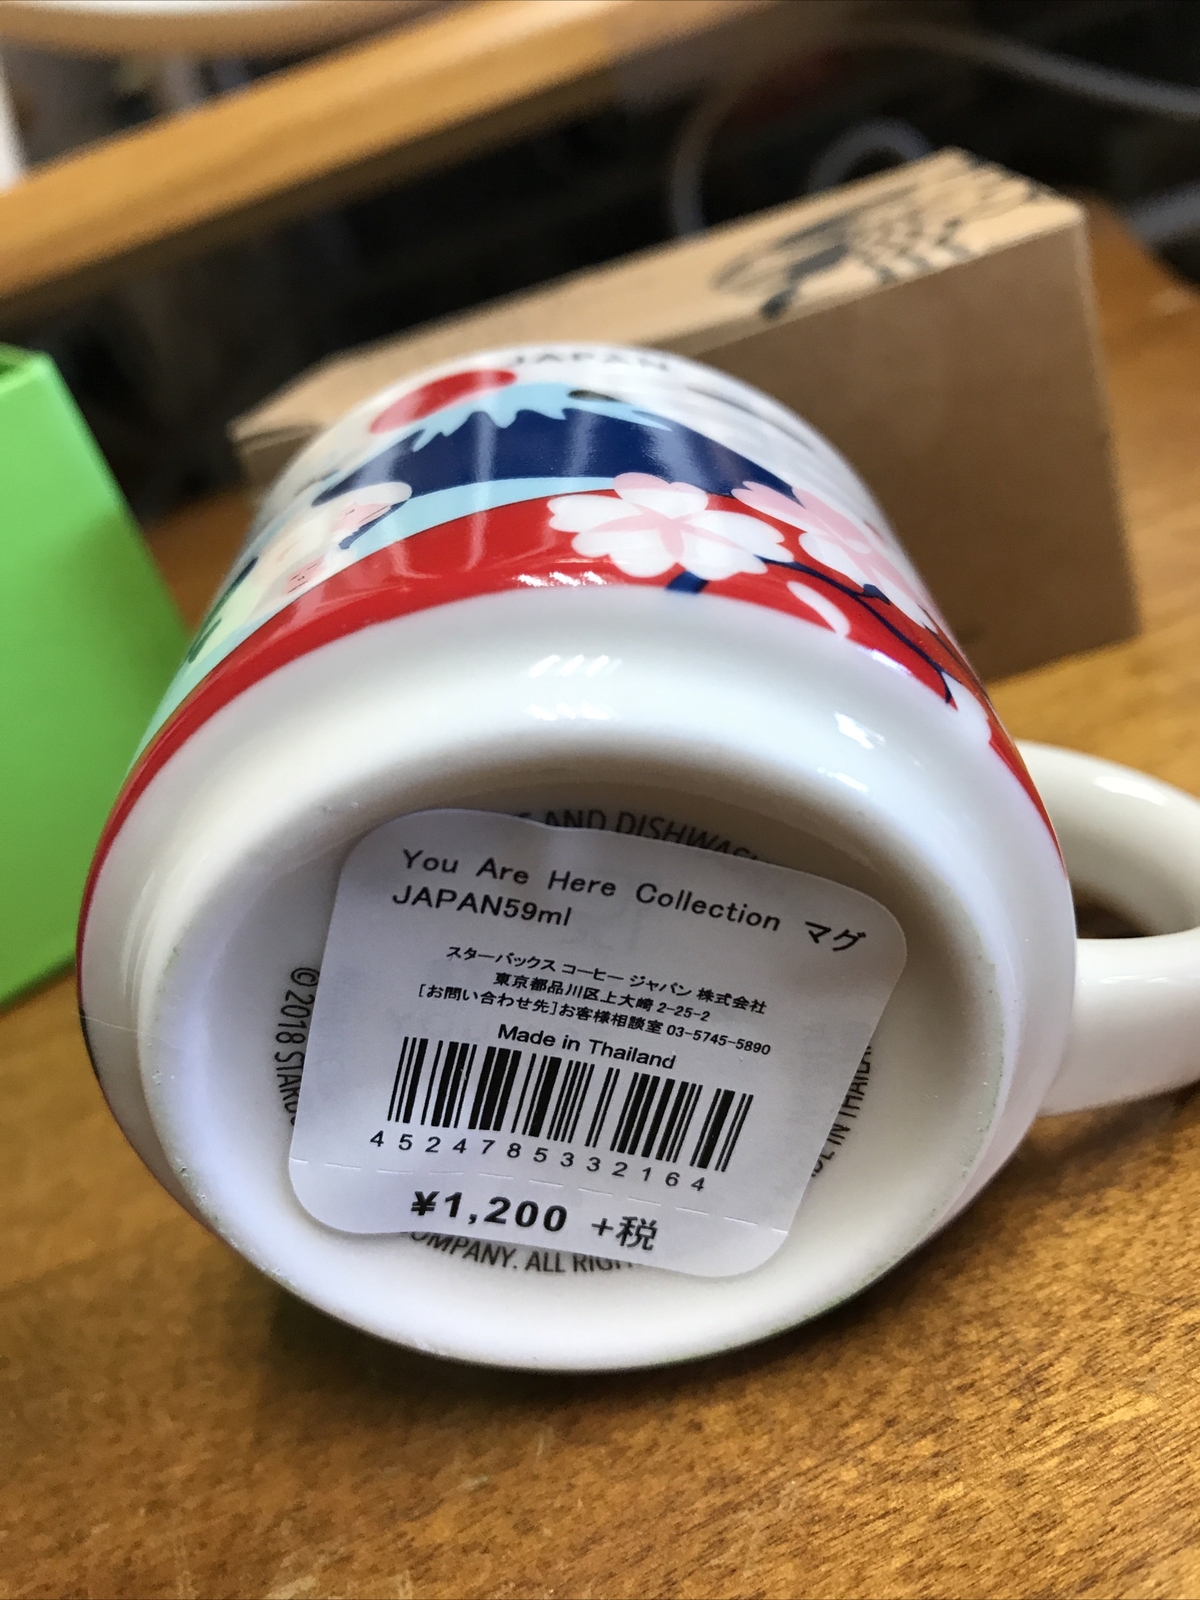 JAPAN
AND DISHWAS
You Are Here Collection マグ
JAPAN59ml
スターバックス コーヒー ジャパン 株式会社
東京都品川区上大崎 2-25-2
[お問い合わせ先]お客様相談室 03-5745-5890
Made in Thailand
4524785332164
¥1,200 +税
© 2018 STARB
OMPANY. ALL RIGH
DE IN THAILA